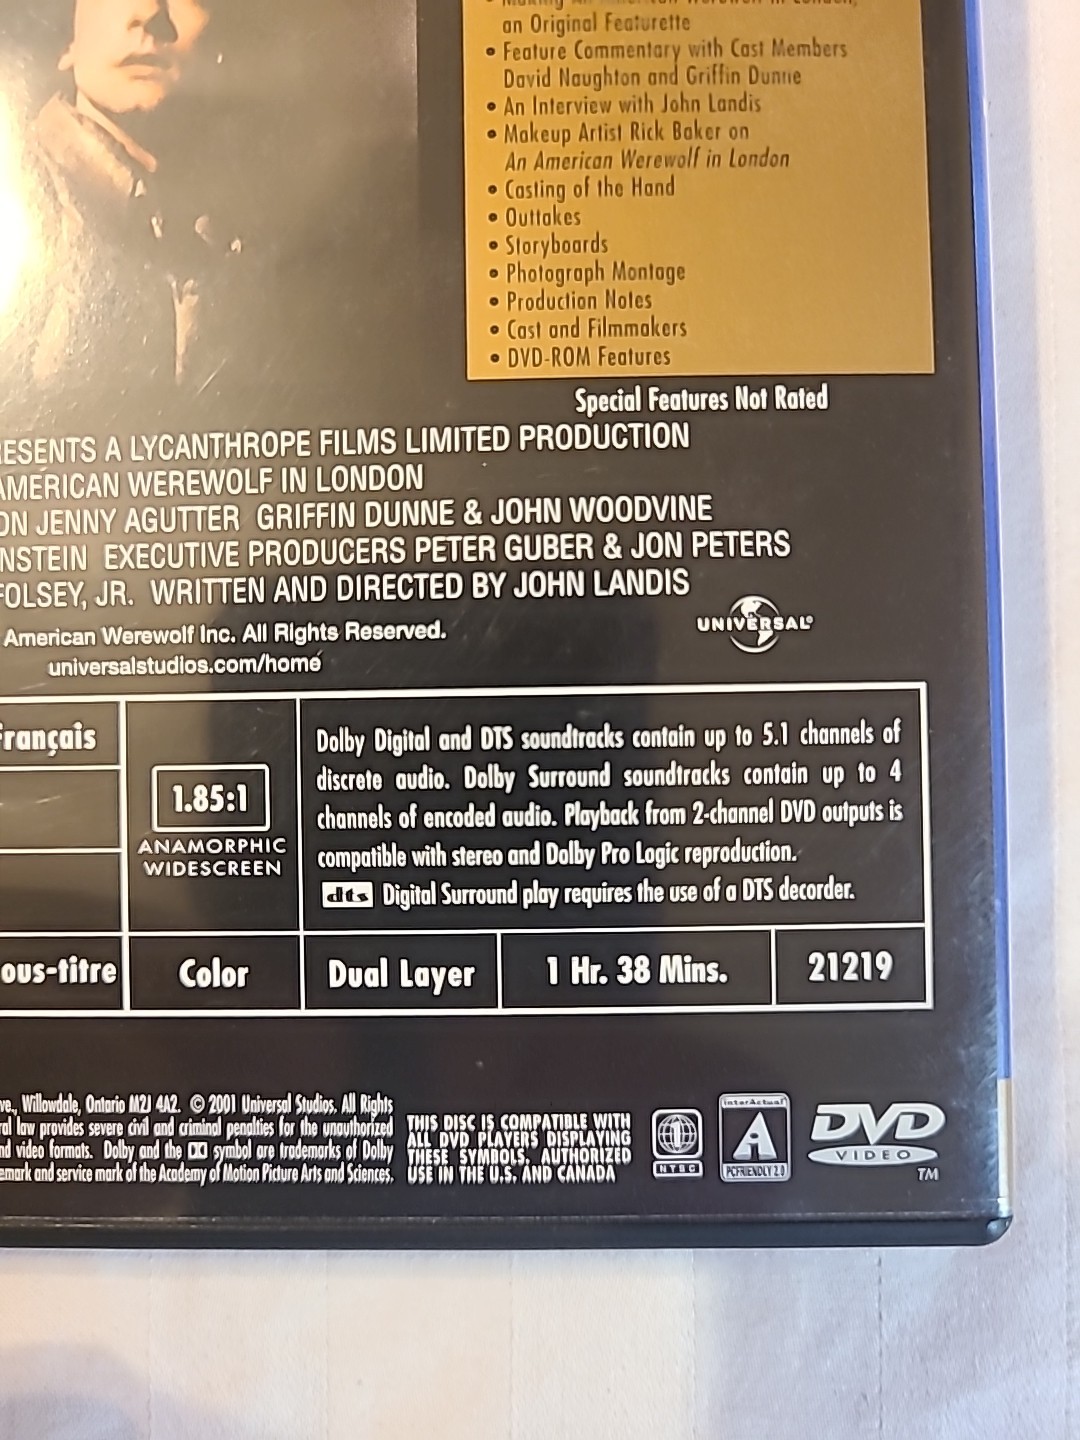 an Original Featurette
• Feature Commentary with Cast Members
David Naughton and Griffin Dunne
• An Interview with John Landis
• Makeup Artist Rick Baker on
An American Werewolf in London
• Casting of the Hand
• Outtakes
• Storyboards
• Photograph Montage
• Production Notes
• Cast and Filmmakers
• DVD-ROM Features
Special Features Not Rated
A LYCANTHROPE FILMS LIMITED PRODUCTION
AMERICAN WEREWOLF IN LONDON
JENNY AGUTTER GRIFFIN DUNNE & JOHN WOODVINE
EXECUTIVE PRODUCERS PETER GUBER & JON PETERS
FOLSEY, JR. WRITTEN AND DIRECTED BY JOHN LANDIS
American Werewolf Inc. All Rights Reserved.
universalstudios.com/home
UNIVERSAL®
Français
1.85:1
ANAMORPHIC
WIDESCREEN
Dolby Digital and DTS soundtracks contain up to 5.1 channels of
discrete audio. Dolby Surround soundtracks contain up to 4
channels of encoded audio. Playback from 2-channel DVD outputs is
compatible with stereo and Dolby Pro Logic reproduction.
dts Digital Surround play requires the use of a DTS decorder.
ous-titre
Color
Dual Layer
1 Hr. 38 Mins.
21219
Willowdale, Ontario M2J 4A2. © 2001 Universal Studios. All Rights
law provides severe civil and criminal penalties for the unauthorized
video formats. Dolby and the symbol are trademarks of Dolby
and service mark of the Academy of Motion Picture Arts and Sciences.
THIS DISC IS COMPATIBLE WITH
ALL DVD PLAYERS DISPLAYING
THESE SYMBOLS. AUTHORIZED
USE IN THE U.S. AND CANADA
1
NTSC
InterActual
PCFRIENDLY 2.0
DVD
VIDEO
TM